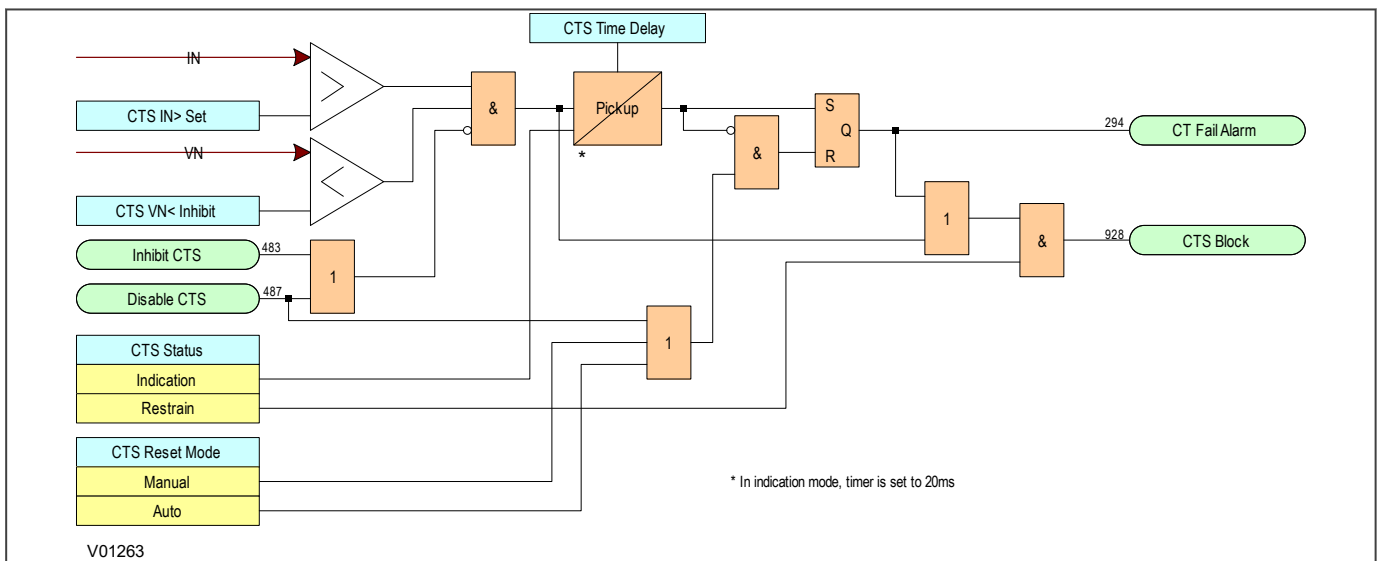 CTS Time Delay
IN
CTS IN> Set
&
Pickup
*
S
Q
R
294
CT Fail Alarm
VN
&
CTS VN< Inhibit
1
Inhibit CTS
483
1
&
928
CTS Block
Disable CTS
487
1
CTS Status
Indication
Restrain
CTS Reset Mode
Manual
Auto
* In indication mode, timer is set to 20ms
V01263